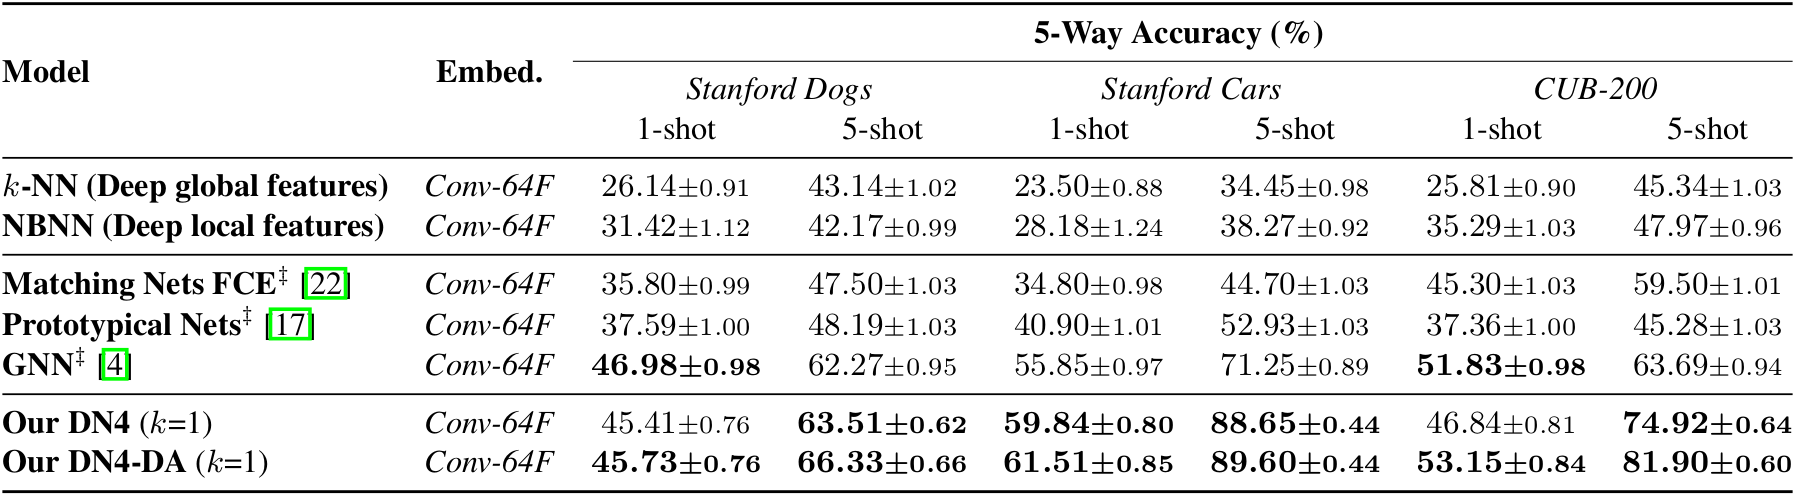 5-Way Accuracy (%)
Model Embed.
Stanford Dogs Stanford Cars CUB-200
1-shot 5-shot 1-shot 5-shot 1-shot 5-shot
k-NN (Deep global features) Conv-64F 26.14±0.91 43.14±1.02 23.50±0.88 34.45±0.98 25.81±0.90 45.34±1.03
NBNN (Deep local features) Conv-64F 31.42±1.12 42.17±0.99 28.18±1.24 38.27±0.92 35.29±1.03 47.97±0.96
Matching Nets FCE‡ [22] Conv-64F 35.80±0.99 47.50±1.03 34.80±0.98 44.70±1.03 45.30±1.03 59.50±1.01
Prototypical Nets‡ [17] Conv-64F 37.59±1.00 48.19±1.03 40.90±1.01 52.93±1.03 37.36±1.00 45.28±1.03
GNN‡ [4] Conv-64F 46.98±0.98 62.27±0.95 55.85±0.97 71.25±0.89 51.83±0.98 63.69±0.94
Our DN4 (k=1) Conv-64F 45.41±0.76 63.51±0.62 59.84±0.80 88.65±0.44 46.84±0.81 74.92±0.64
Our DN4-DA (k=1) Conv-64F 45.73±0.76 66.33±0.66 61.51±0.85 89.60±0.44 53.15±0.84 81.90±0.60